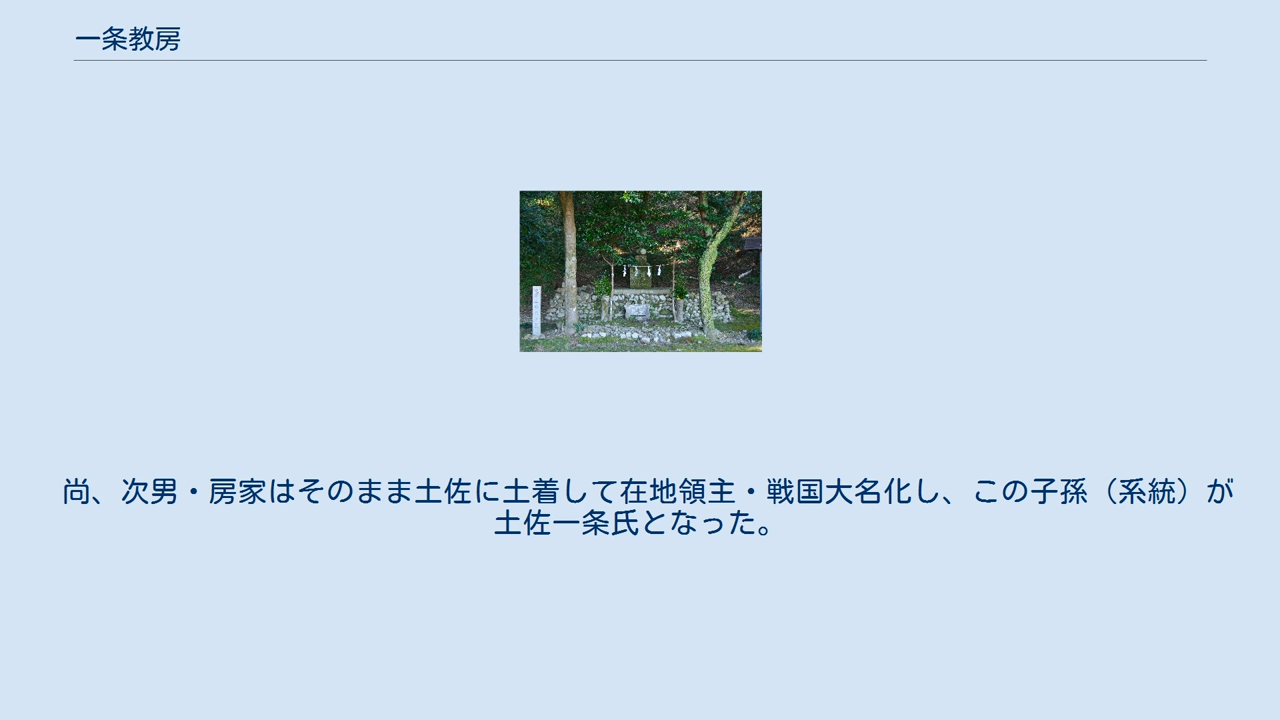 一条教房
尚、次男・房家はそのまま土佐に土着して在地領主・戦国大名化し、この子孫（系統）が
土佐一条氏となった。